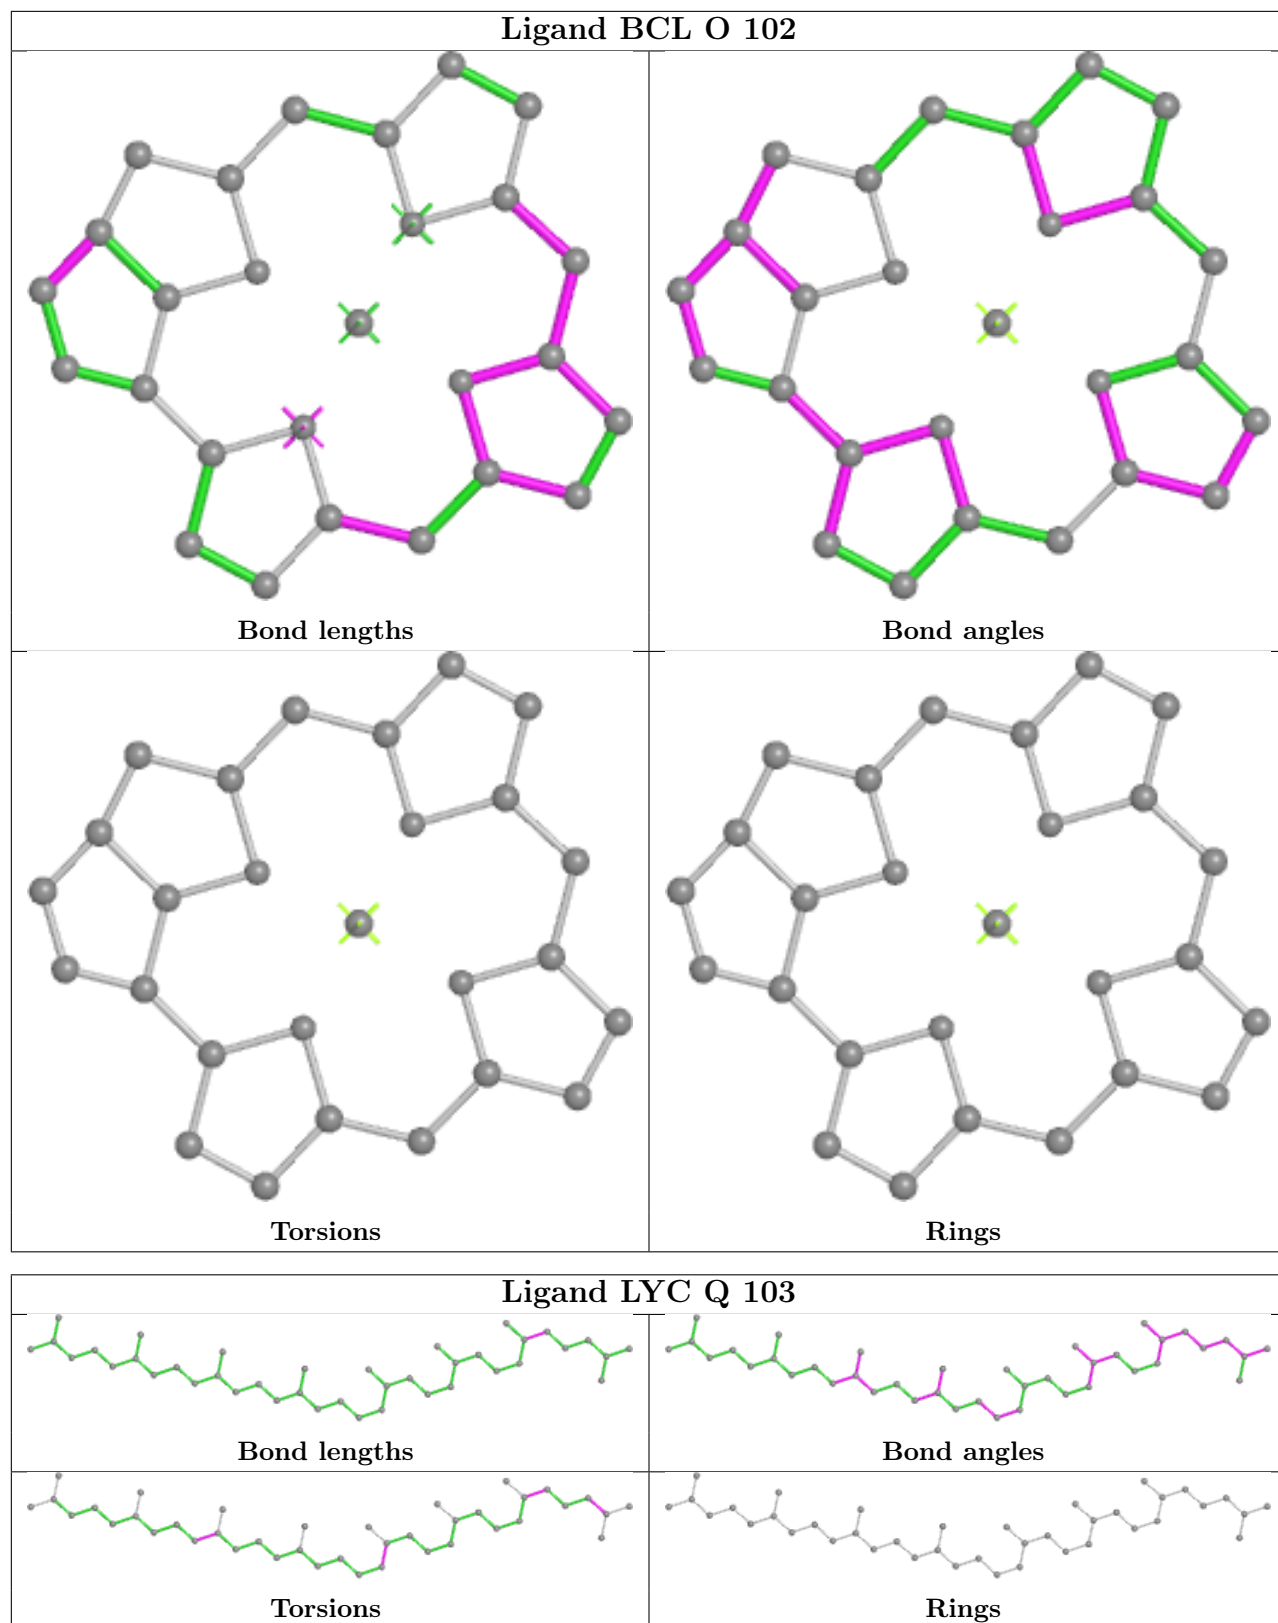 Ligand BCL O 102
Bond lengths
Bond angles
Torsions
Rings
Ligand LYC Q 103
Bond lengths
Bond angles
Torsions
Rings